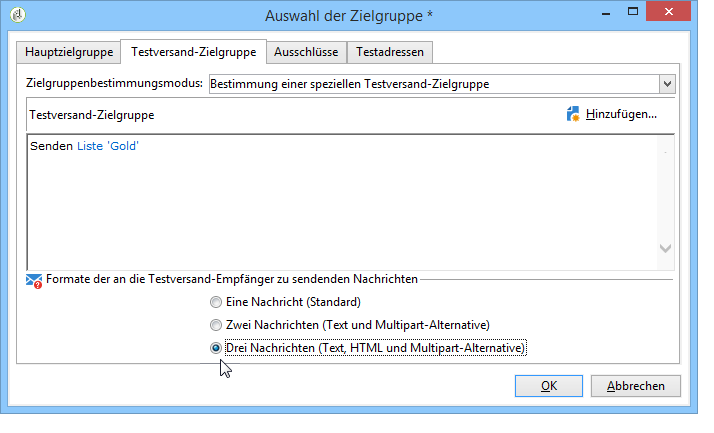 Auswahl der Zielgruppe *
Hauptzielgruppe Testversand-Zielgruppe Ausschlüsse Testadressen
Zielgruppenbestimmungsmodus: Bestimmung einer speziellen Testversand-Zielgruppe
Testversand-Zielgruppe Hinzufügen...
Senden Liste 'Gold'
Formate der an die Testversand-Empfänger zu sendenden Nachrichten
Eine Nachricht (Standard)
Zwei Nachrichten (Text und Multipart-Alternative)
Drei Nachrichten (Text, HTML und Multipart-Alternative)
OK Abbrechen